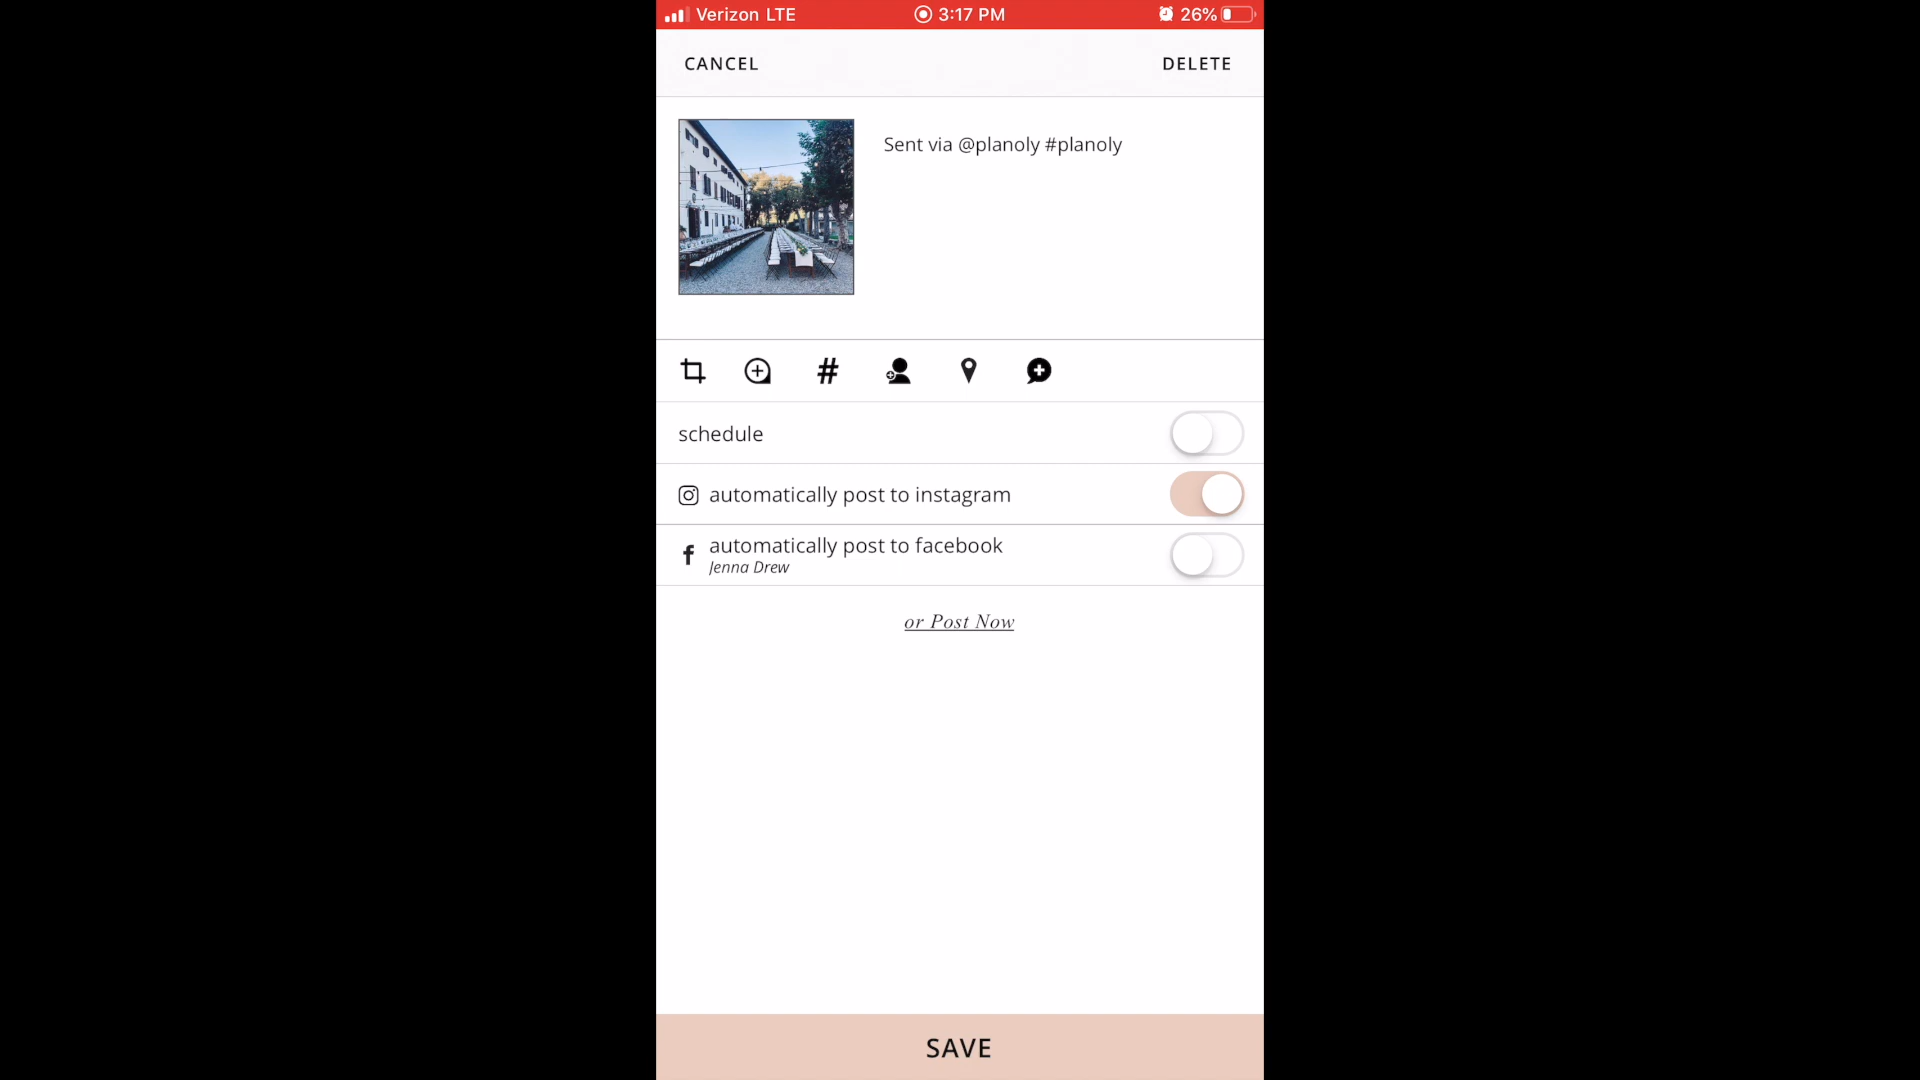 Verizon LTE 3:17 PM 26%
CANCEL DELETE
Sent via @planoly #planoly
#
schedule
automatically post to instagram
automatically post to facebook
Jenna Drew
or Post Now
SAVE